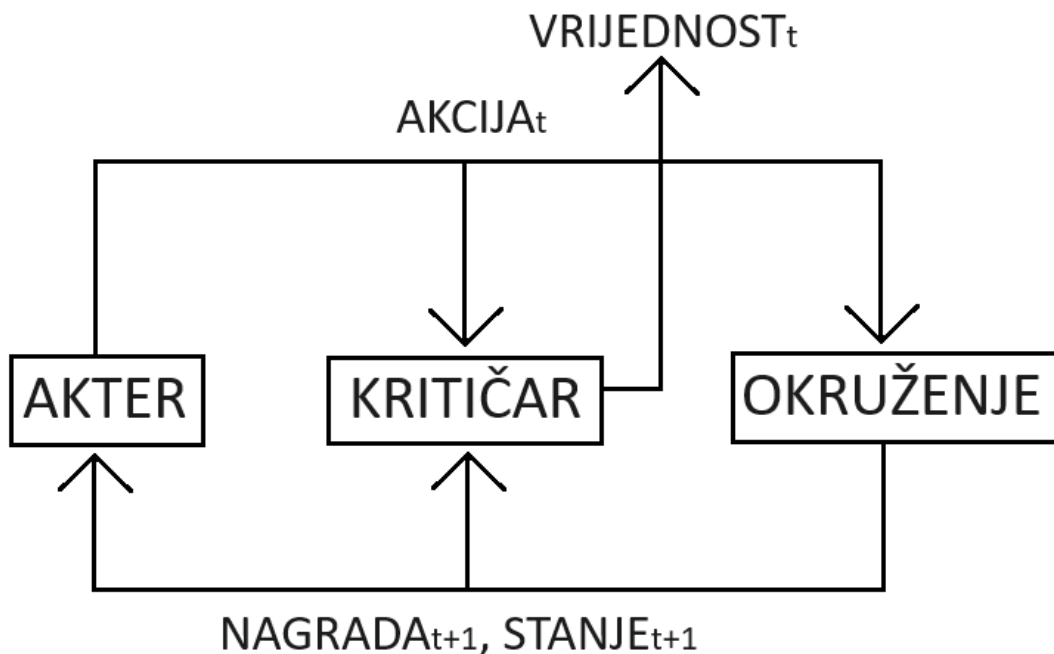 VRIJEDNOSTt
AKCIJAt
AKTER
KRITIČAR
OKRUŽENJE
NAGRADAt+1, STANJEt+1